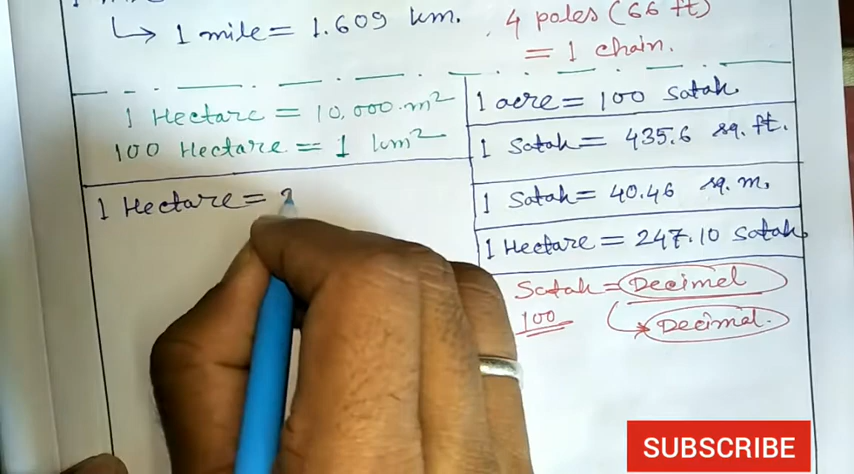 1 mile = 1.609 km.
4 poles (66 ft)
= 1 chain.
1 Hectare = 10,000 m²
100 Hectare = 1 km²
1 Hectare =
1 acre = 100 Satak
1 Satak = 435.6 sq. ft.
1 Satak = 40.46 sq. m.
1 Hectare = 247.10 Satak.
Satak = Decimel
100
Decimal.
SUBSCRIBE